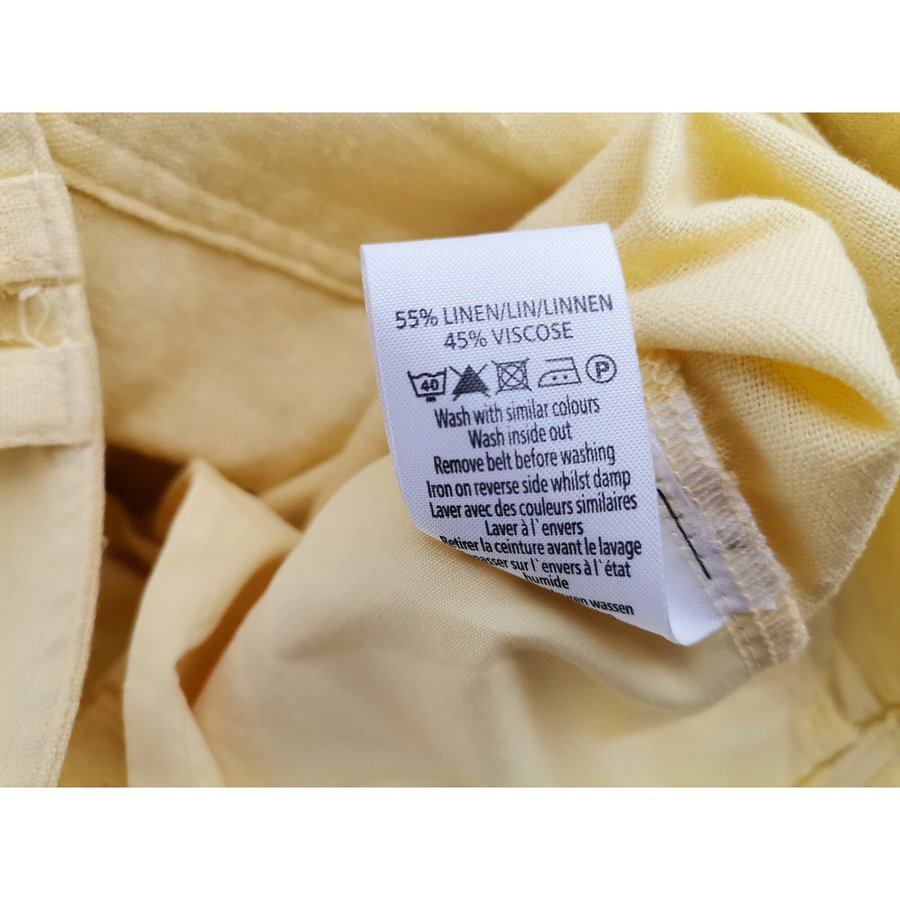 55% LINEN/LIN/LINNEN
45% VISCOSE
40 P
Wash with similar colours
Wash inside out
Remove belt before washing
Iron on reverse side whilst damp
Laver avec des couleurs similaires
Laver à l`envers
Retirer la ceinture avant le lavage
sur l`envers à l`état
humide
wassen